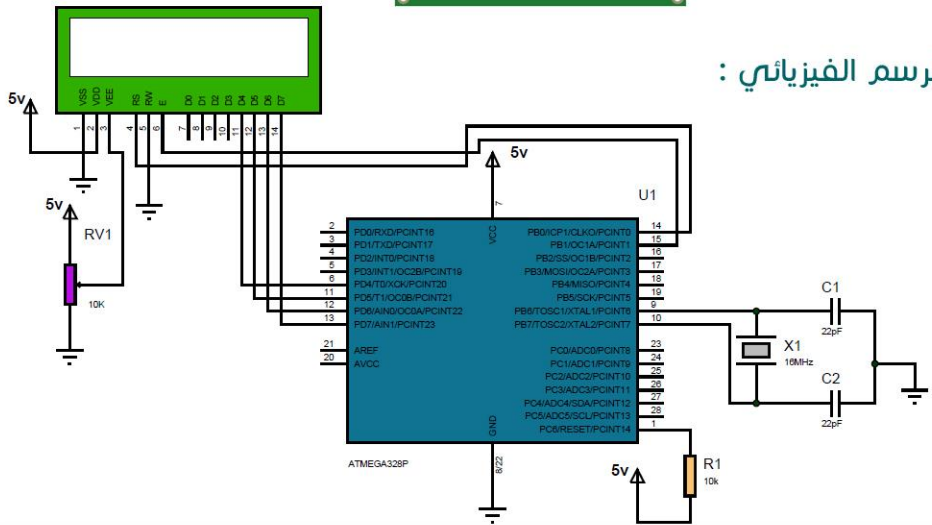 لرسم الفيزيائي :
5v
VSS
VDD
VEE
RS
RW
E
D0
D1
D2
D3
D4
D5
D6
D7
1
2
3
4
5
6
7
8
9
10
11
12
13
14
5v
RV1
10K
5v
7
VCC
U1
2 PD0/RXD/PCINT16
3 PD1/TXD/PCINT17
4 PD2/INT0/PCINT18
5 PD3/INT1/OC2B/PCINT19
6 PD4/T0/XCK/PCINT20
11 PD5/T1/OC0B/PCINT21
12 PD6/AIN0/OC0A/PCINT22
13 PD7/AIN1/PCINT23
21 AREF
20 AVCC
PB0/ICP1/CLKO/PCINT0 14
PB1/OC1A/PCINT1 15
PB2/SS/OC1B/PCINT2 16
PB3/MOSI/OC2A/PCINT3 17
PB4/MISO/PCINT4 18
PB5/SCK/PCINT5 19
PB6/TOSC1/XTAL1/PCINT6 9
PB7/TOSC2/XTAL2/PCINT7 10
PC0/ADC0/PCINT8 23
PC1/ADC1/PCINT9 24
PC2/ADC2/PCINT10 25
PC3/ADC3/PCINT11 26
PC4/ADC4/SDA/PCINT12 27
PC5/ADC5/SCL/PCINT13 28
PC6/RESET/PCINT14 1
GND
8/22
ATMEGA328P
C1
22pF
X1
16MHz
C2
22pF
5v
R1
10k